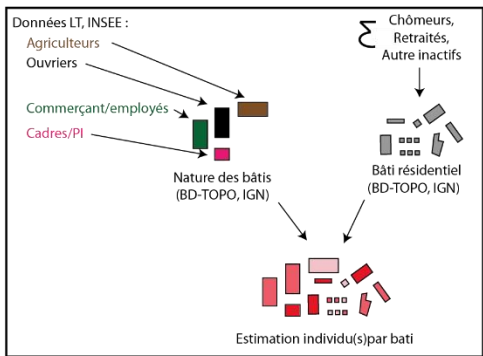 Données LT, INSEE :
Agriculteurs
Ouvriers
Commerçant/employés
Cadres/PI
Nature des bâtis
(BD-TOPO, IGN)
Chômeurs,
Retraités,
Autre inactifs
Bâti résidentiel
(BD-TOPO, IGN)
Estimation individu(s)par bati